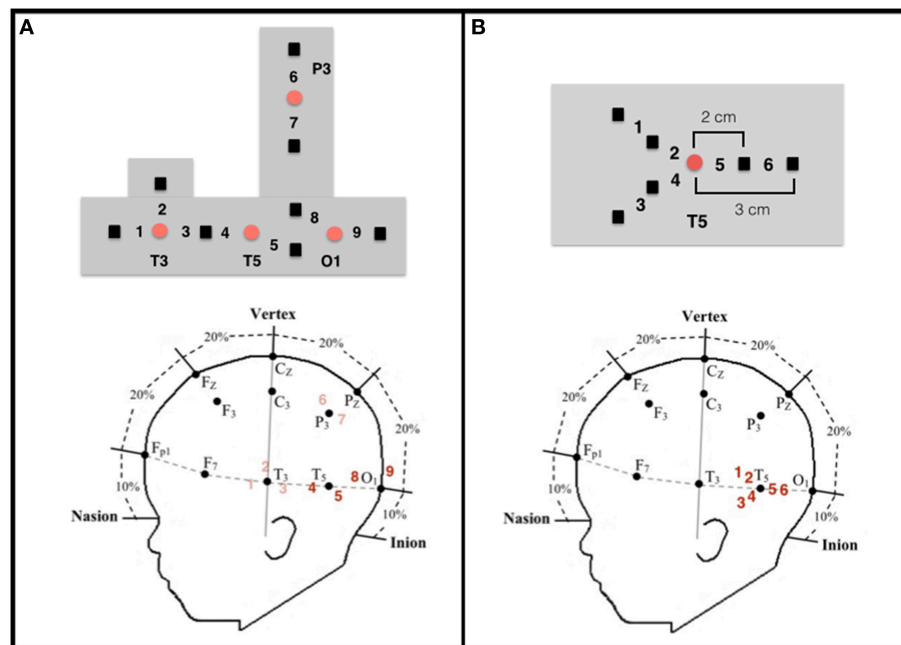 A
P3
6
7
2
8
1
3
4
5
9
T3
T5
O1
Vertex
20%
20%
CZ
FZ
PZ
20%
20%
F3
C3
6
P3
7
Fp1
F7
2
T3
T5
8
O1
9
1
3
4
5
10%
10%
Nasion
Inion
B
2 cm
1
2
5
6
4
3
T5
3 cm
Vertex
20%
20%
CZ
FZ
PZ
20%
20%
F3
C3
P3
Fp1
F7
T3
1
2
T5
O1
3
4
5 6
10%
10%
Nasion
Inion